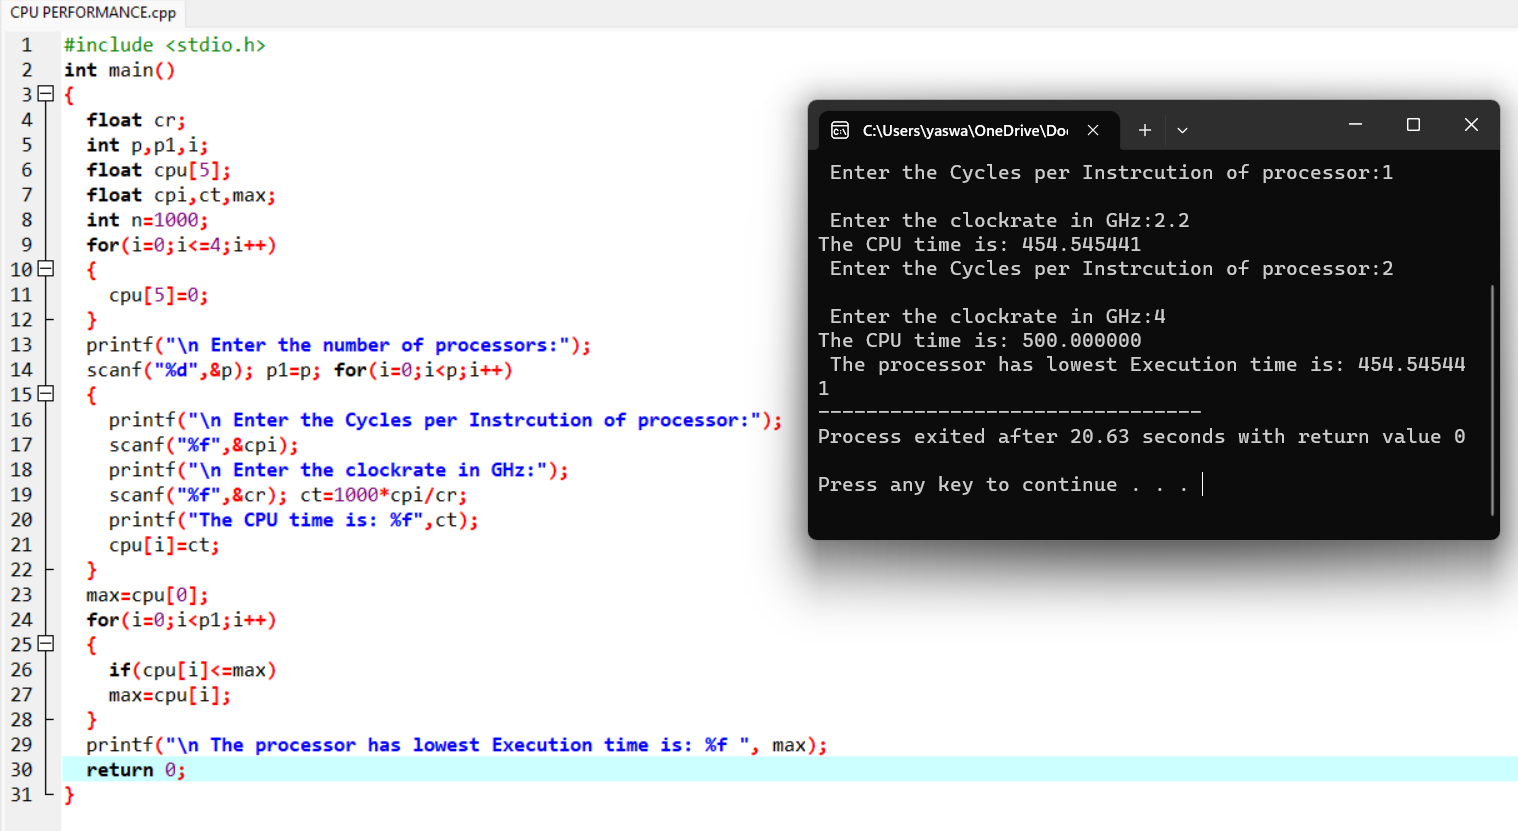 CPU PERFORMANCE.cpp
1 #include <stdio.h>
2 int main()
3 {
4 float cr;
5 int p,p1,i;
6 float cpu[5];
7 float cpi,ct,max;
8 int n=1000;
9 for(i=0;i<=4;i++)
10 {
11 cpu[5]=0;
12 }
13 printf("\n Enter the number of processors:");
14 scanf("%d",&p); p1=p; for(i=0;i<p;i++)
15 {
16 printf("\n Enter the Cycles per Instrcution of processor:");
17 scanf("%f",&cpi);
18 printf("\n Enter the clockrate in GHz:");
19 scanf("%f",&cr); ct=1000*cpi/cr;
20 printf("The CPU time is: %f",ct);
21 cpu[i]=ct;
22 }
23 max=cpu[0];
24 for(i=0;i<p1;i++)
25 {
26 if(cpu[i]<=max)
27 max=cpu[i];
28 }
29 printf("\n The processor has lowest Execution time is: %f ", max);
30 return 0;
31 }
C:\Users\yaswa\OneDrive\Do
Enter the Cycles per Instrcution of processor:1
Enter the clockrate in GHz:2.2
The CPU time is: 454.545441
Enter the Cycles per Instrcution of processor:2
Enter the clockrate in GHz:4
The CPU time is: 500.000000
The processor has lowest Execution time is: 454.54544
1
--------------------------------
Process exited after 20.63 seconds with return value 0
Press any key to continue . . .